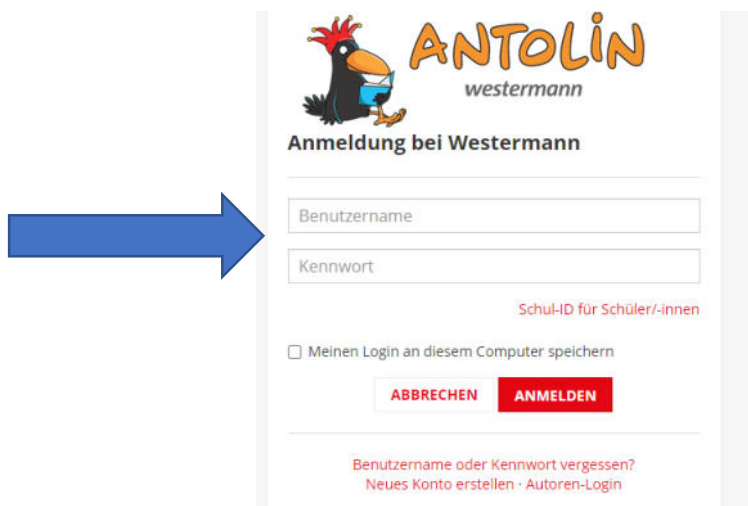 ANTOLiN
westermann
Anmeldung bei Westermann
Benutzername
Kennwort
Schul-ID für Schüler/-innen
Meinen Login an diesem Computer speichern
ABBRECHEN ANMELDEN
Benutzername oder Kennwort vergessen?
Neues Konto erstellen · Autoren-Login